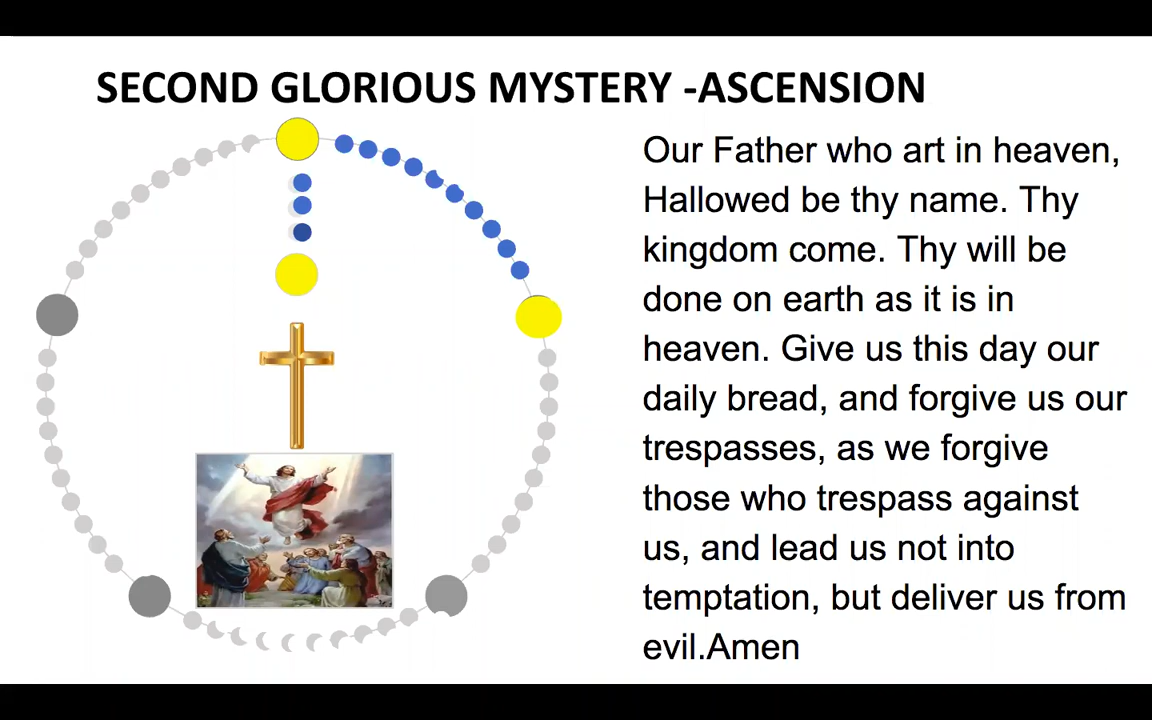 SECOND GLORIOUS MYSTERY -ASCENSION
Our Father who art in heaven,
Hallowed be thy name. Thy
kingdom come. Thy will be
done on earth as it is in
heaven. Give us this day our
daily bread, and forgive us our
trespasses, as we forgive
those who trespass against
us, and lead us not into
temptation, but deliver us from
evil.Amen